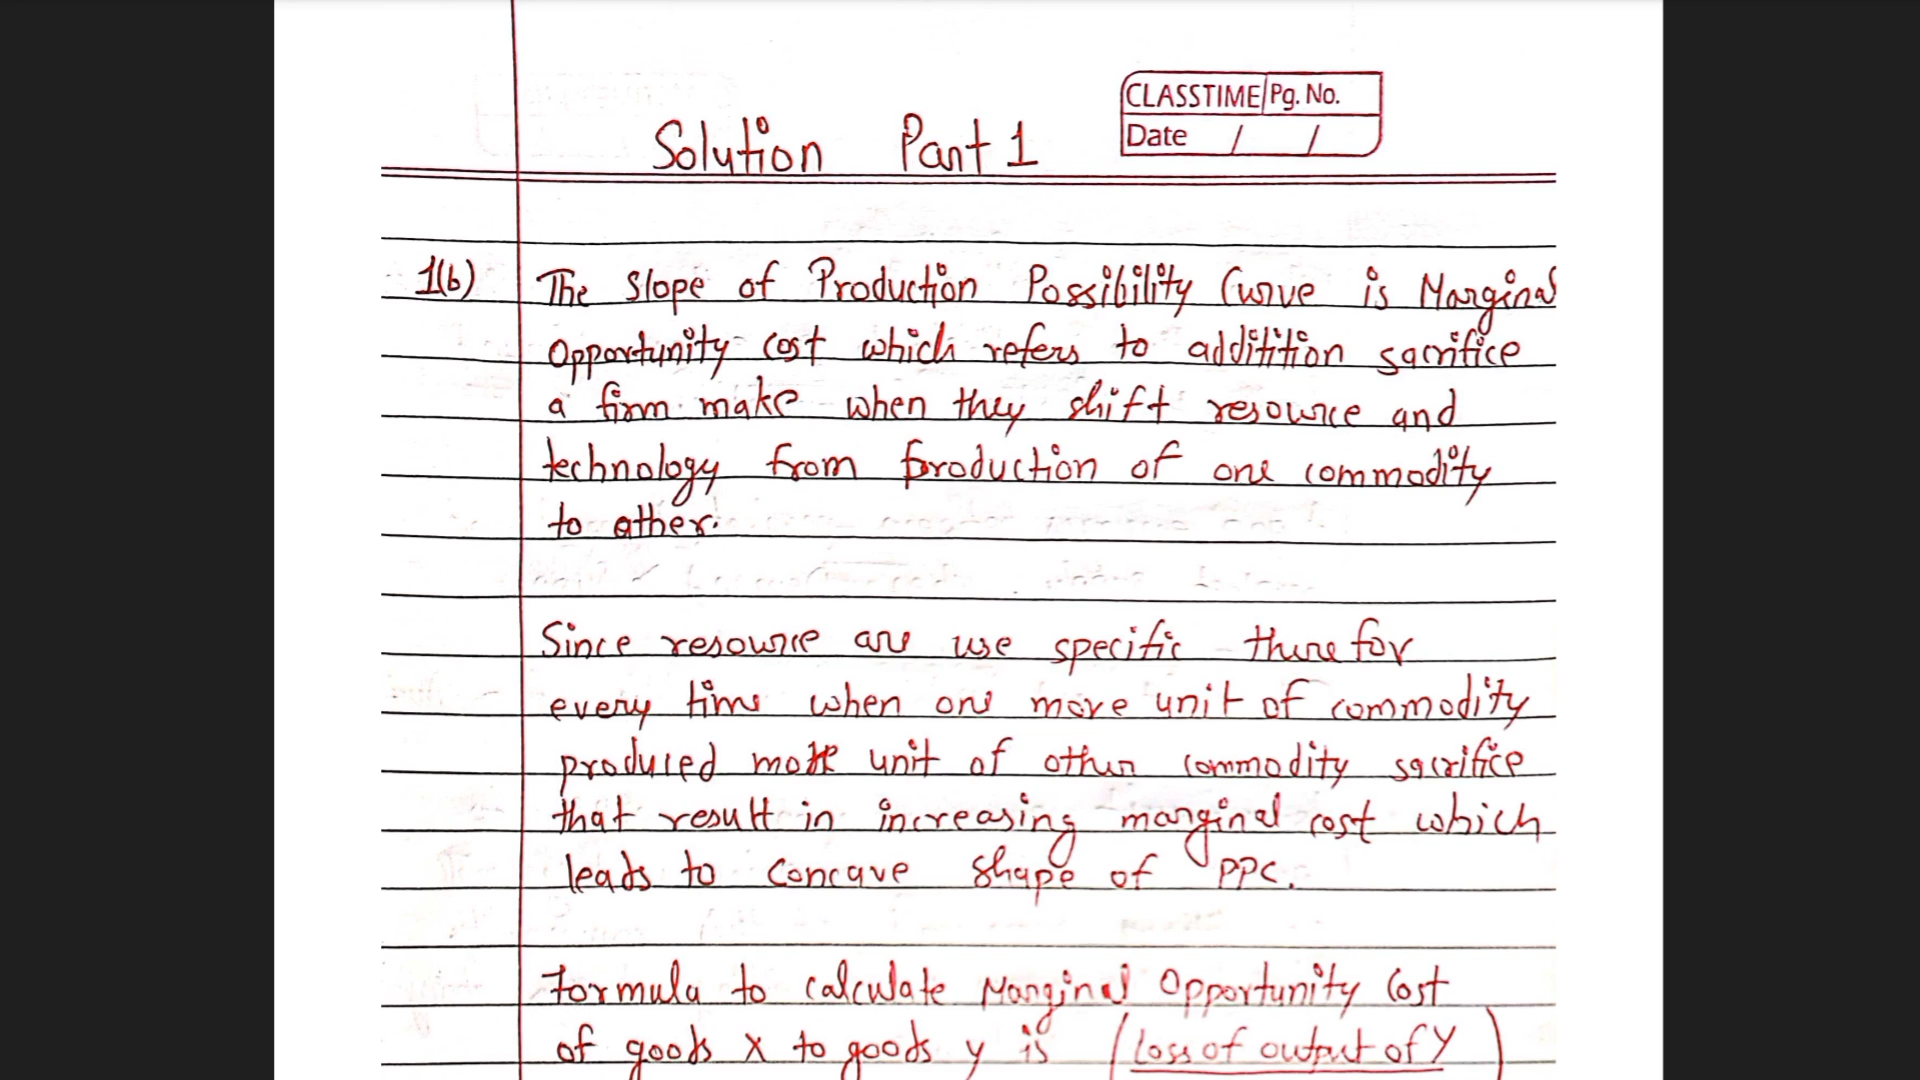 CLASSTIME Pg. No.
Date / /
Solution Part 1
1(b) The Slope of Production Possibility Curve is Marginal
Opportunity cost which refers to additition sacrifice
a firm make when they shift resource and
technology from production of one commodity
to other.
Since resource are use specific there for
every time when one more unit of commodity
produced more unit of other commodity sacrifice
that result in increasing marginal cost which
leads to Concave Shape of PPC.
Formula to calculate Marginal Opportunity Cost
of goods x to goods y is (loss of output of y)